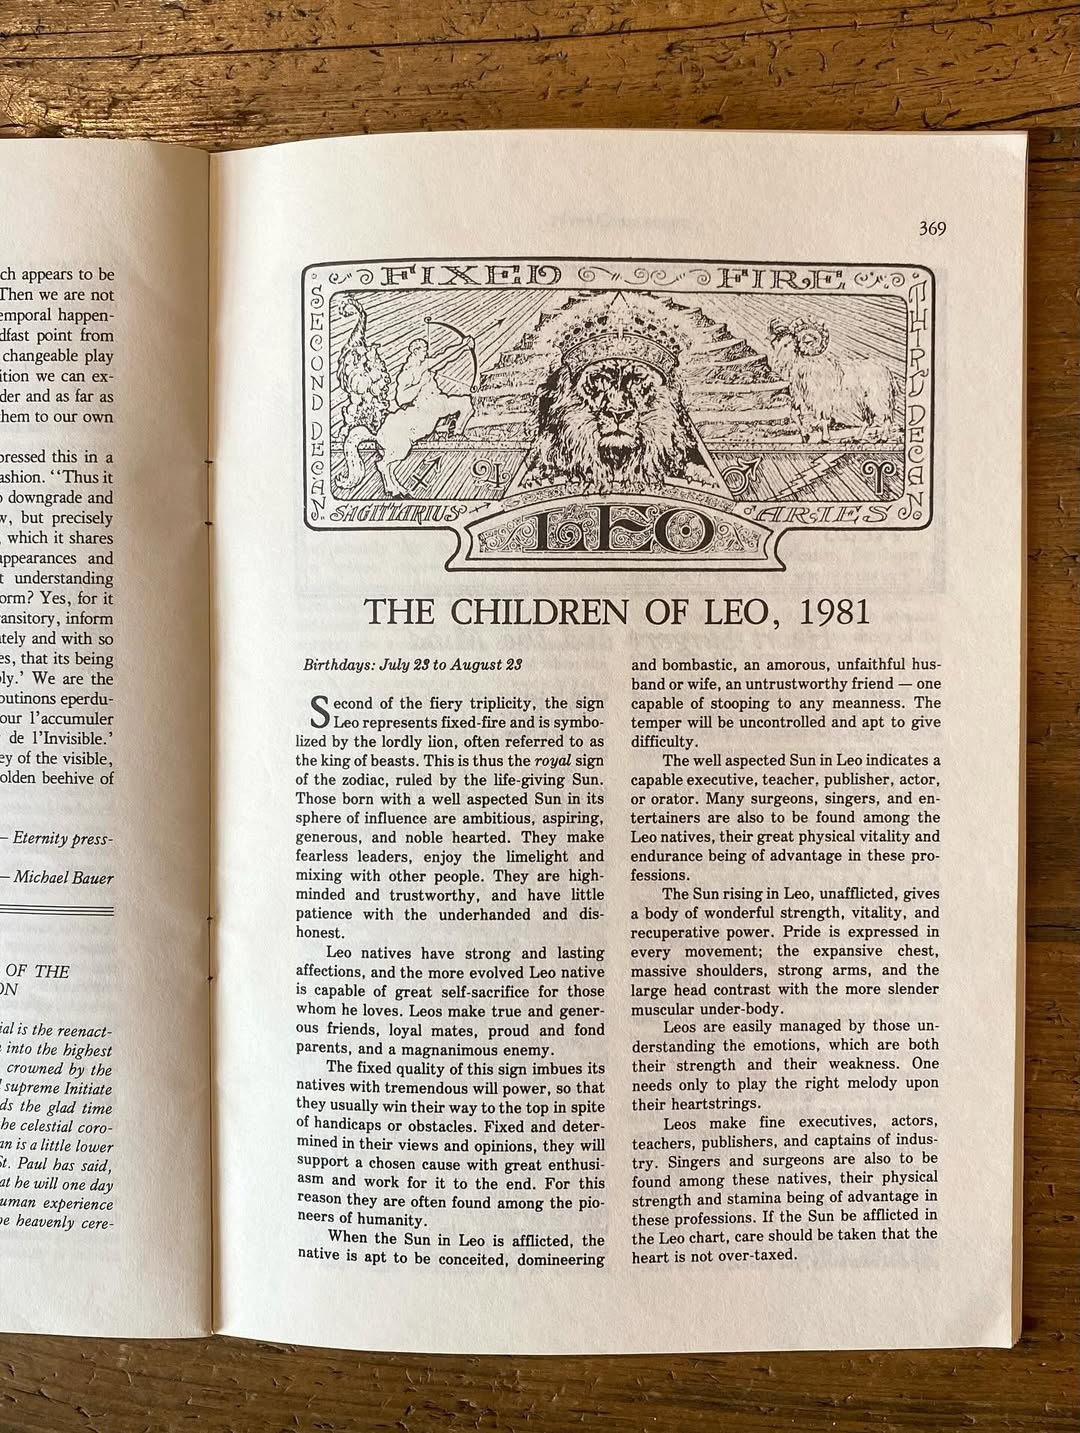 ch appears to be
Then we are not
emporal happen-
dfast point from
changeable play
ition we can ex-
der and as far as
them to our own
pressed this in a
ashion. "Thus it
downgrade and
w, but precisely
, which it shares
appearances and
t understanding
orm? Yes, for it
ransitory, inform
ately and with so
es, that its being
bly.' We are the
outinons eperdu-
our l'accumuler
de l'Invisible.'
ey of the visible,
olden beehive of
— Eternity press-
— Michael Bauer
OF THE
ON
ial is the reenact-
into the highest
crowned by the
supreme Initiate
ds the glad time
he celestial coro-
an is a little lower
St. Paul has said,
at he will one day
uman experience
be heavenly cere-
369
FIXED FIRE
SECOND DECAN
THIRD DECAN
♐ ♃ ♂ ♈
SAGITTARIUS
ARIES
LEO
THE CHILDREN OF LEO, 1981
Birthdays: July 23 to August 23
Second of the fiery triplicity, the sign
Leo represents fixed-fire and is symbo-
lized by the lordly lion, often referred to as
the king of beasts. This is thus the royal sign
of the zodiac, ruled by the life-giving Sun.
Those born with a well aspected Sun in its
sphere of influence are ambitious, aspiring,
generous, and noble hearted. They make
fearless leaders, enjoy the limelight and
mixing with other people. They are high-
minded and trustworthy, and have little
patience with the underhanded and dis-
honest.
Leo natives have strong and lasting
affections, and the more evolved Leo native
is capable of great self-sacrifice for those
whom he loves. Leos make true and gener-
ous friends, loyal mates, proud and fond
parents, and a magnanimous enemy.
The fixed quality of this sign imbues its
natives with tremendous will power, so that
they usually win their way to the top in spite
of handicaps or obstacles. Fixed and deter-
mined in their views and opinions, they will
support a chosen cause with great enthusi-
asm and work for it to the end. For this
reason they are often found among the pio-
neers of humanity.
When the Sun in Leo is afflicted, the
native is apt to be conceited, domineering
and bombastic, an amorous, unfaithful hus-
band or wife, an untrustworthy friend — one
capable of stooping to any meanness. The
temper will be uncontrolled and apt to give
difficulty.
The well aspected Sun in Leo indicates a
capable executive, teacher, publisher, actor,
or orator. Many surgeons, singers, and en-
tertainers are also to be found among the
Leo natives, their great physical vitality and
endurance being of advantage in these pro-
fessions.
The Sun rising in Leo, unafflicted, gives
a body of wonderful strength, vitality, and
recuperative power. Pride is expressed in
every movement; the expansive chest,
massive shoulders, strong arms, and the
large head contrast with the more slender
muscular under-body.
Leos are easily managed by those un-
derstanding the emotions, which are both
their strength and their weakness. One
needs only to play the right melody upon
their heartstrings.
Leos make fine executives, actors,
teachers, publishers, and captains of indus-
try. Singers and surgeons are also to be
found among these natives, their physical
strength and stamina being of advantage in
these professions. If the Sun be afflicted in
the Leo chart, care should be taken that the
heart is not over-taxed.